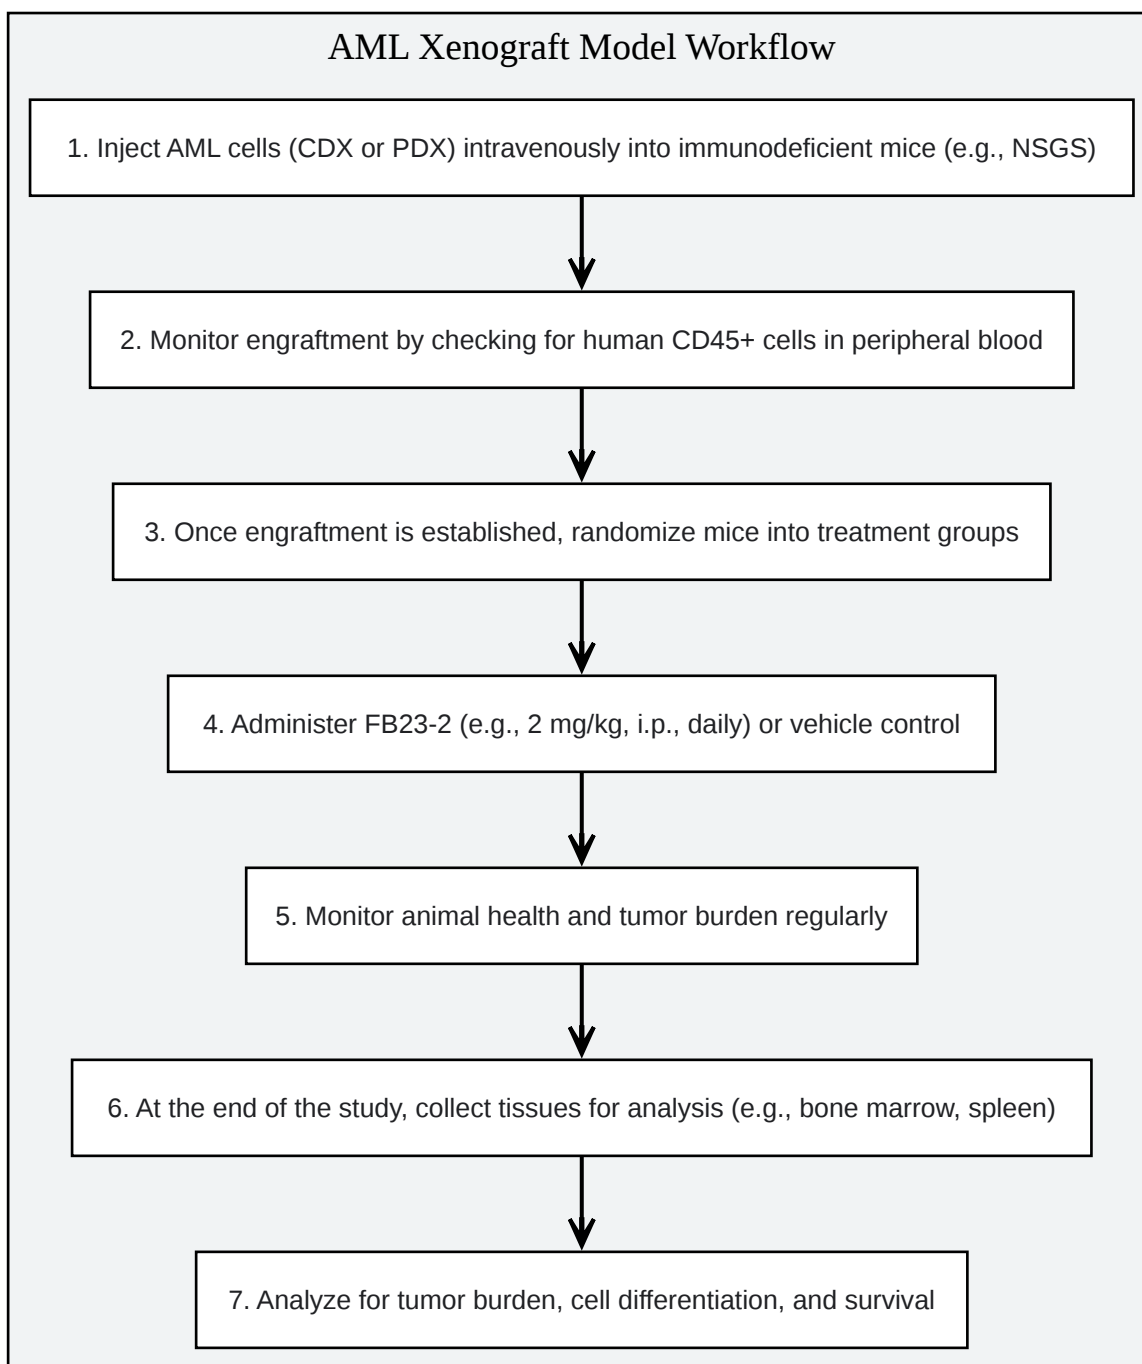 AML Xenograft Model Workflow
1. Inject AML cells (CDX or PDX) intravenously into immunodeficient mice (e.g., NSGS)
2. Monitor engraftment by checking for human CD45+ cells in peripheral blood
3. Once engraftment is established, randomize mice into treatment groups
4. Administer FB23-2 (e.g., 2 mg/kg, i.p., daily) or vehicle control
5. Monitor animal health and tumor burden regularly
6. At the end of the study, collect tissues for analysis (e.g., bone marrow, spleen)
7. Analyze for tumor burden, cell differentiation, and survival